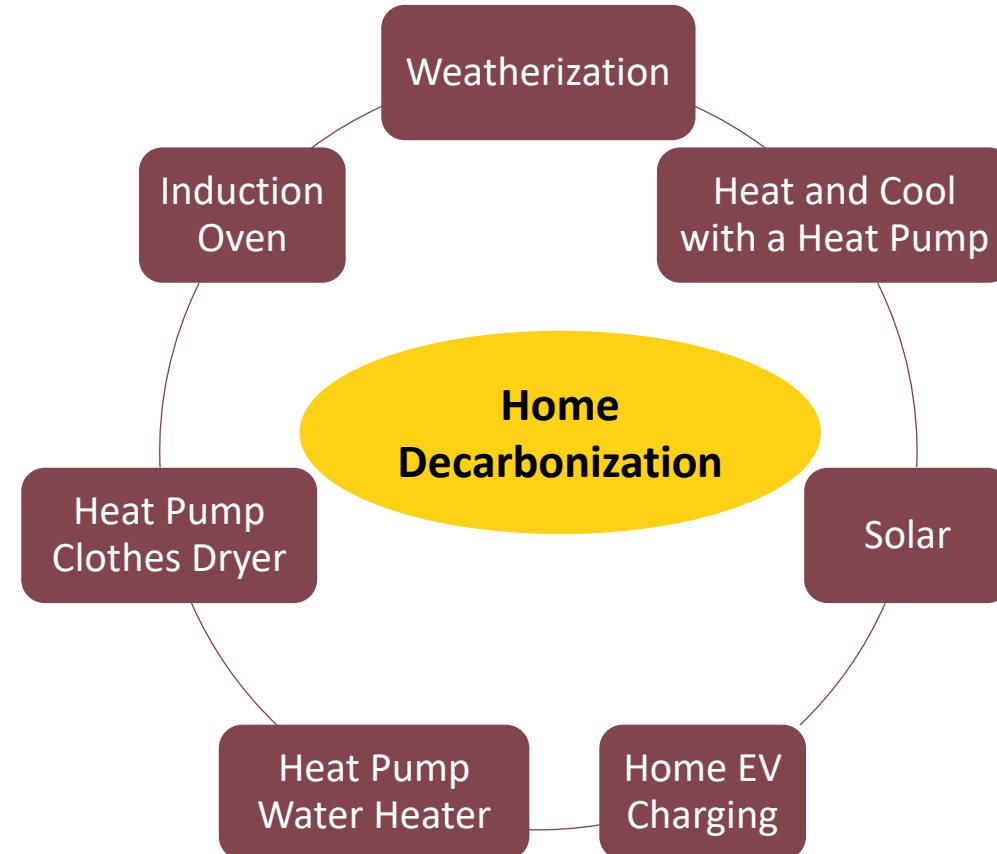 Weatherization
Heat and Cool
with a Heat Pump
Solar
Home EV
Charging
Heat Pump
Water Heater
Heat Pump
Clothes Dryer
Induction
Oven
Home
Decarbonization